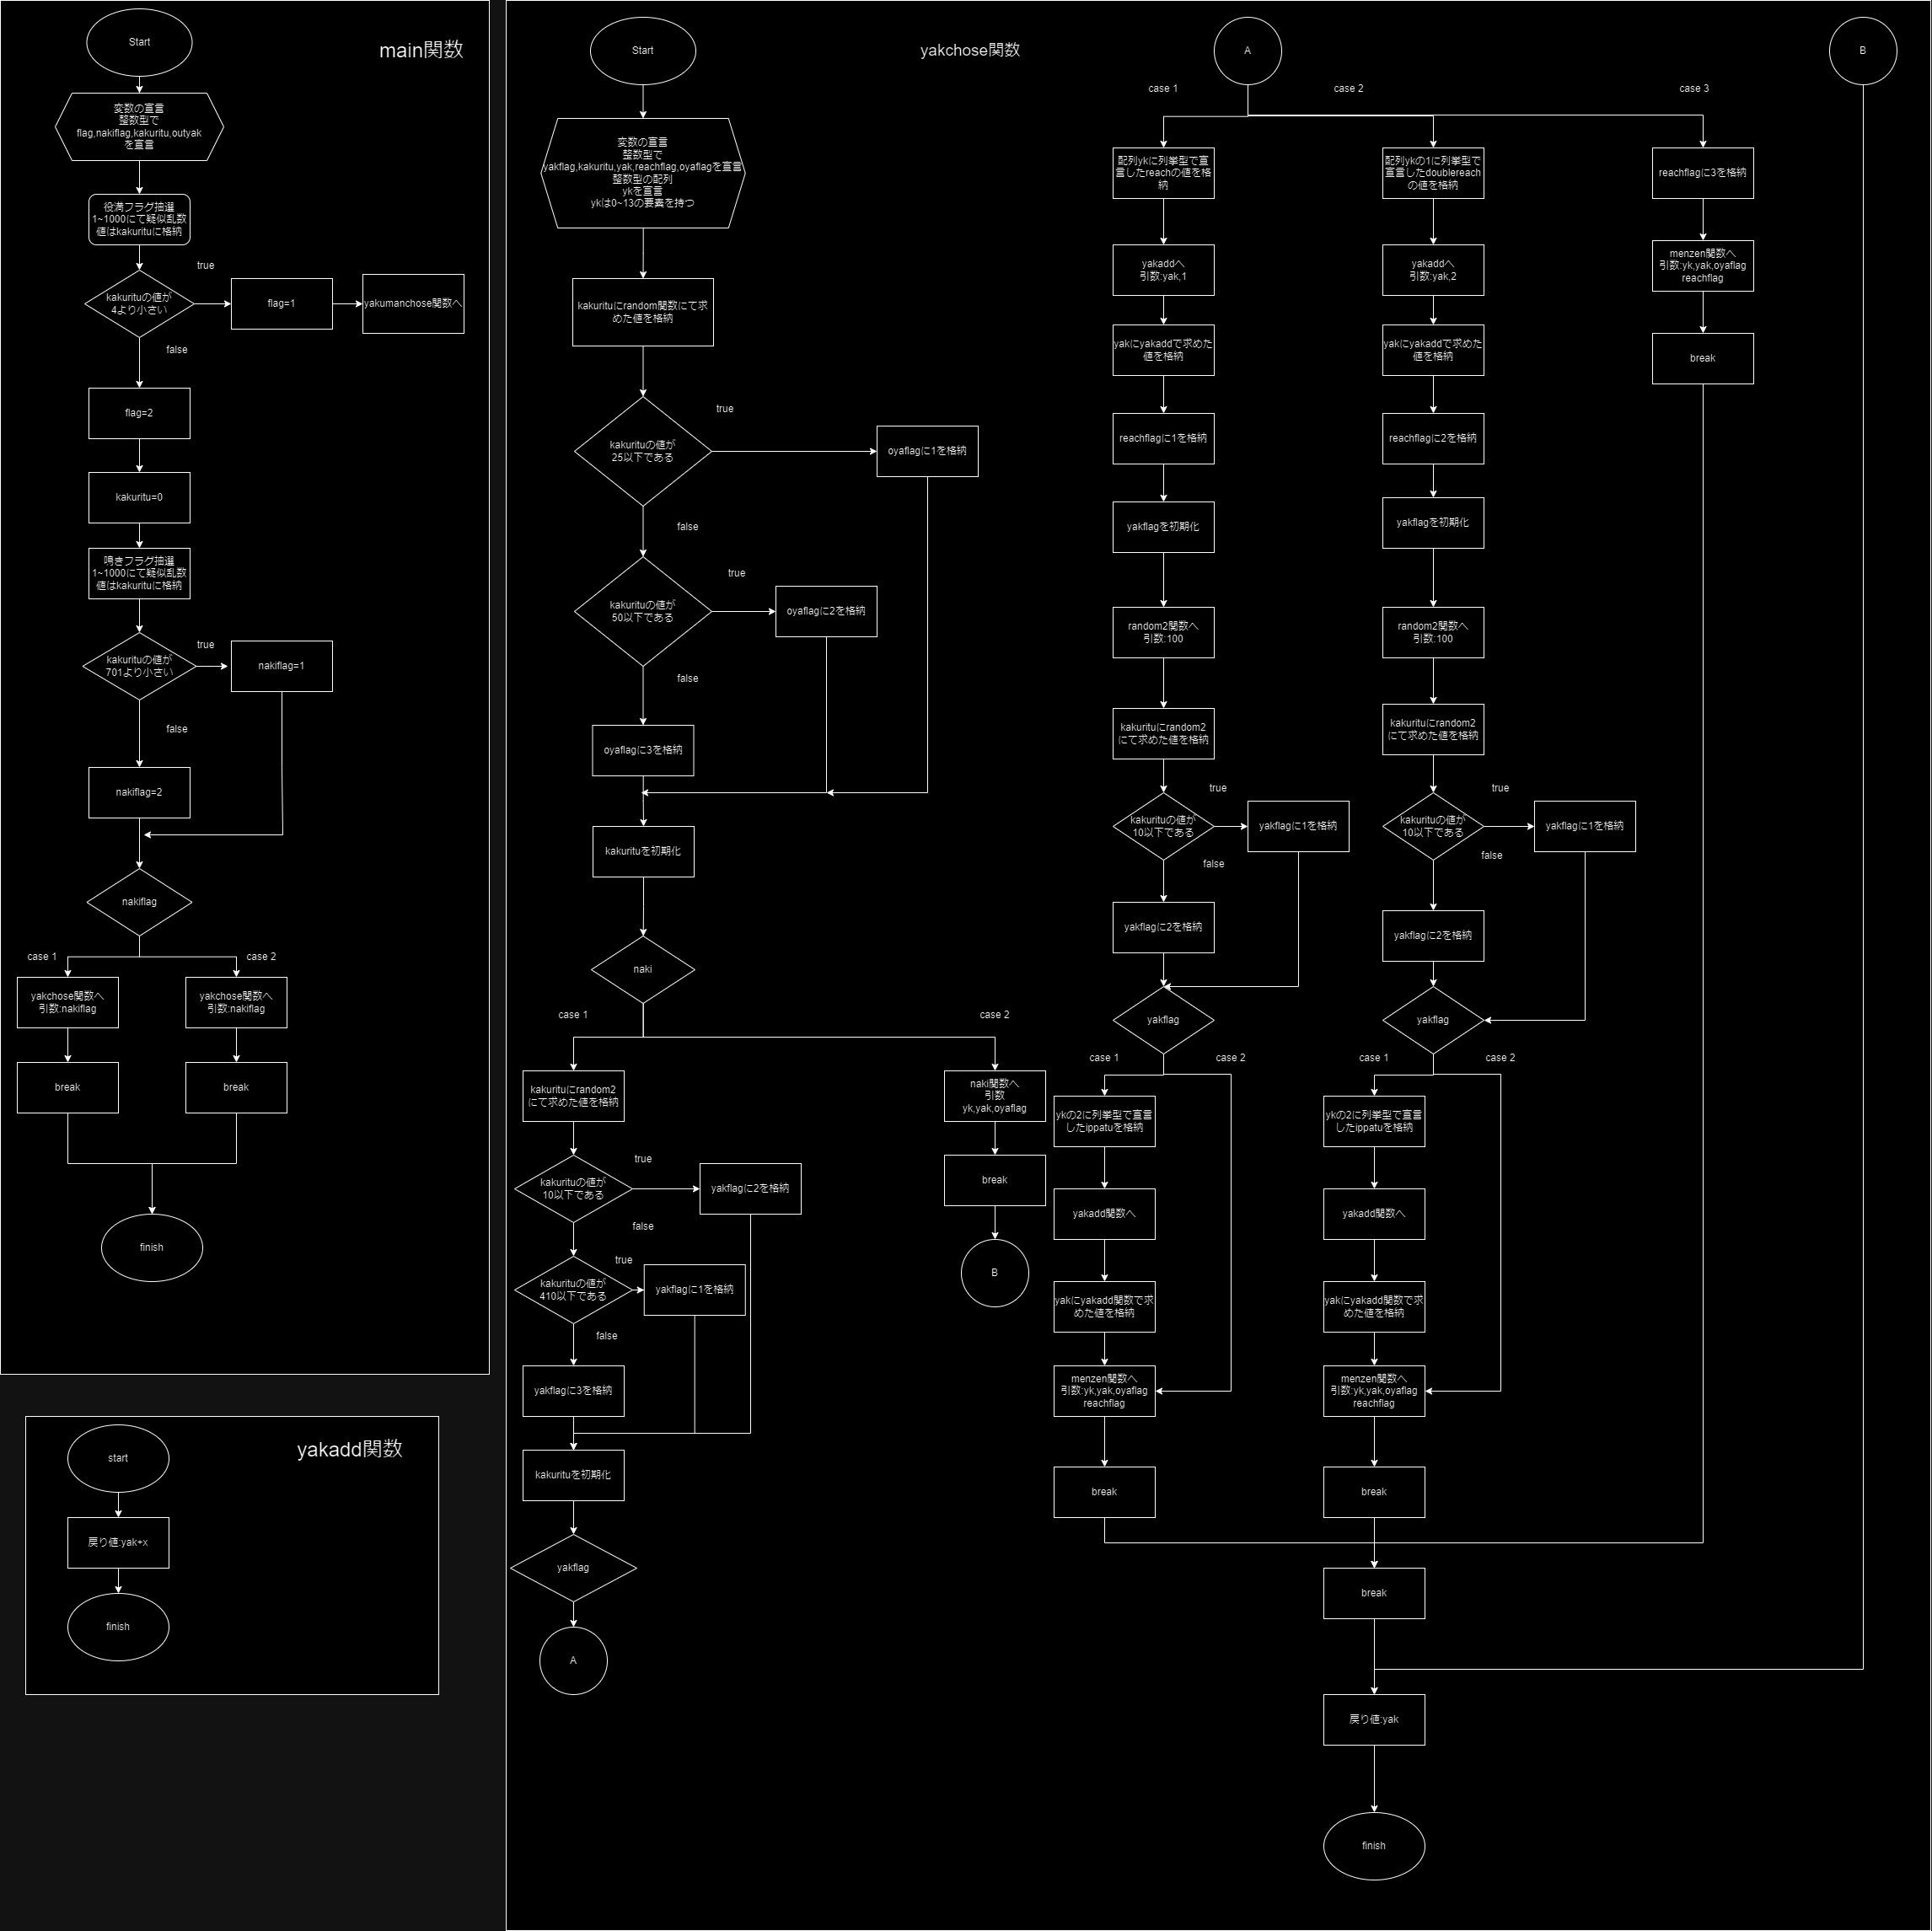 main関数
Start
変数の宣言
整数型で
flag,nakiflag,kakuritu,outyak
を宣言
役満フラグ抽選
1~1000にて疑似乱数
値はkakurituに格納
kakurituの値が
4より小さい
true
flag=1
yakumanchose関数へ
false
flag=2
kakuritu=0
鳴きフラグ抽選
1~1000にて疑似乱数
値はkakurituに格納
kakurituの値が
701より小さい
true
nakiflag=1
false
nakiflag=2
nakiflag
case 1
case 2
yakchose関数へ
引数:nakiflag
yakchose関数へ
引数:nakiflag
break
break
finish
yakadd関数
start
戻り値:yak+x
finish
yakchose関数
Start
変数の宣言
整数型で
yakflag,kakuritu,yak,reachflag,oyaflagを宣言
整数型の配列
ykを宣言
ykは0~13の要素を持つ
kakurituにrandom関数にて求
めた値を格納
kakurituの値が
25以下である
true
oyaflagに1を格納
false
kakurituの値が
50以下である
true
oyaflagに2を格納
false
oyaflagに3を格納
kakurituを初期化
naki
case 1
case 2
kakurituにrandom2
にて求めた値を格納
naki関数へ
引数
yk,yak,oyaflag
break
B
kakurituの値が
10以下である
true
yakflagに2を格納
false
kakurituの値が
410以下である
true
yakflagに1を格納
false
yakflagに3を格納
kakurituを初期化
yakflag
A
A
case 1
case 2
case 3
配列ykに列挙型で宣
言したreachの値を格
納
yakaddへ
引数:yak,1
yakにyakaddで求めた
値を格納
reachflagに1を格納
yakflagを初期化
random2関数へ
引数:100
kakurituにrandom2
にて求めた値を格納
kakurituの値が
10以下である
true
yakflagに1を格納
false
yakflagに2を格納
yakflag
case 1
case 2
ykの2に列挙型で宣言
したippatuを格納
yakadd関数へ
yakにyakadd関数で求
めた値を格納
menzen関数へ
引数:yk,yak,oyaflag
reachflag
break
配列ykの1に列挙型で
宣言したdoublereach
の値を格納
yakaddへ
引数:yak,2
yakにyakaddで求めた
値を格納
reachflagに2を格納
yakflagを初期化
random2関数へ
引数:100
kakurituにrandom2
にて求めた値を格納
kakurituの値が
10以下である
true
yakflagに1を格納
false
yakflagに2を格納
yakflag
case 1
case 2
ykの2に列挙型で宣言
したippatuを格納
yakadd関数へ
yakにyakadd関数で求
めた値を格納
menzen関数へ
引数:yk,yak,oyaflag
reachflag
break
reachflagに3を格納
menzen関数へ
引数:yk,yak,oyaflag
reachflag
break
break
B
戻り値:yak
finish